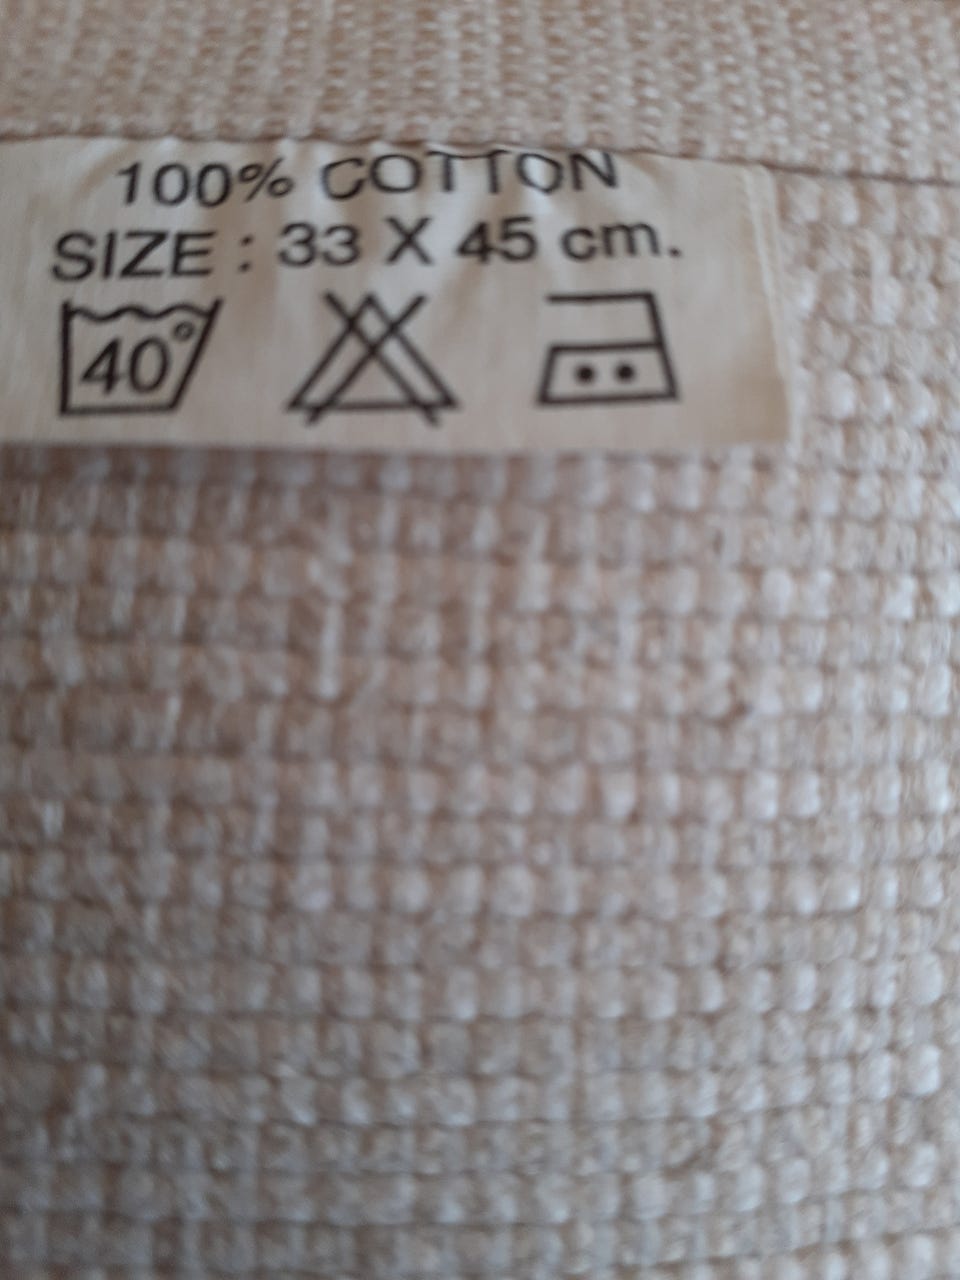 100% COTTON
SIZE : 33 X 45 cm.
40°